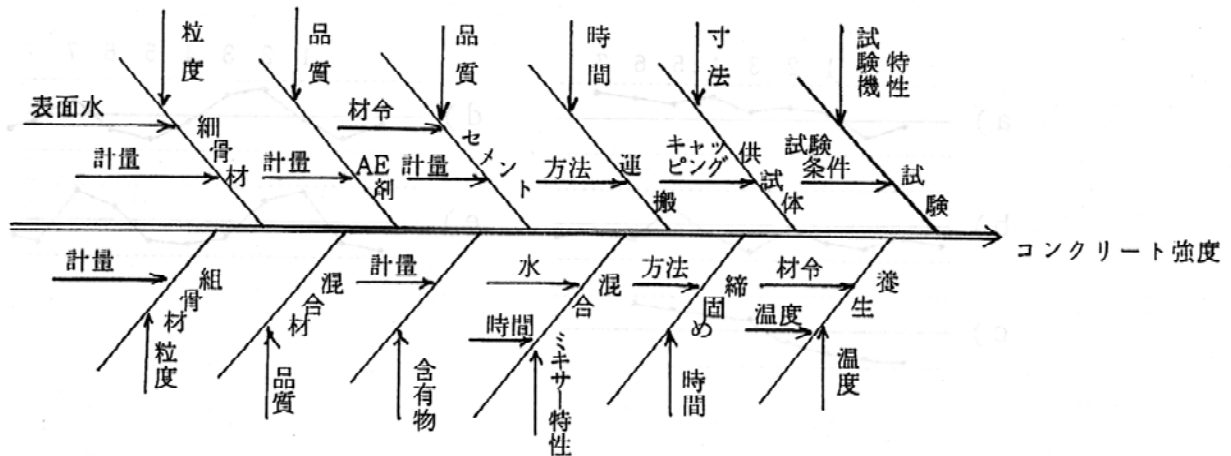 粒度
品質
品質
時間
寸法
試験機
特性
表面水
細骨材
計量
計量
AE剤
材令
計量
セメント
方法
運搬
キャッ
ピング
供試体
試験
条件
試験
コンクリート強度
計量
組骨材
粒度
混合材
品質
計量
含有物
水
混合
時間
ミキサー特性
方法
締固め
時間
材令
養生
温度
温度